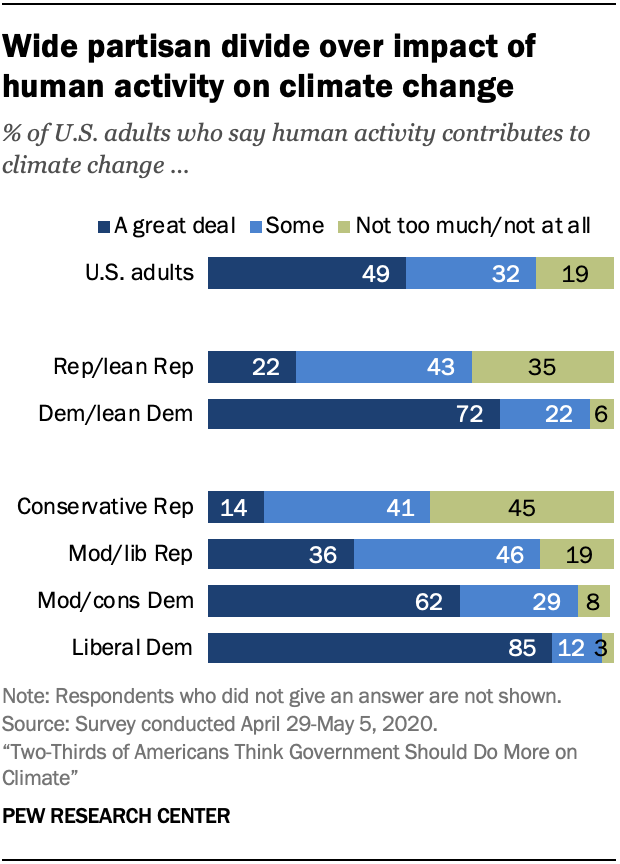 Wide partisan divide over impact of
human activity on climate change
% of U.S. adults who say human activity contributes to
climate change ...
A great deal Some Not too much/not at all
U.S. adults 49 32 19
Rep/lean Rep 22 43 35
Dem/lean Dem 72 22 6
Conservative Rep 14 41 45
Mod/lib Rep 36 46 19
Mod/cons Dem 62 29 8
Liberal Dem 85 12 3
Note: Respondents who did not give an answer are not shown.
Source: Survey conducted April 29-May 5, 2020.
“Two-Thirds of Americans Think Government Should Do More on
Climate”
PEW RESEARCH CENTER